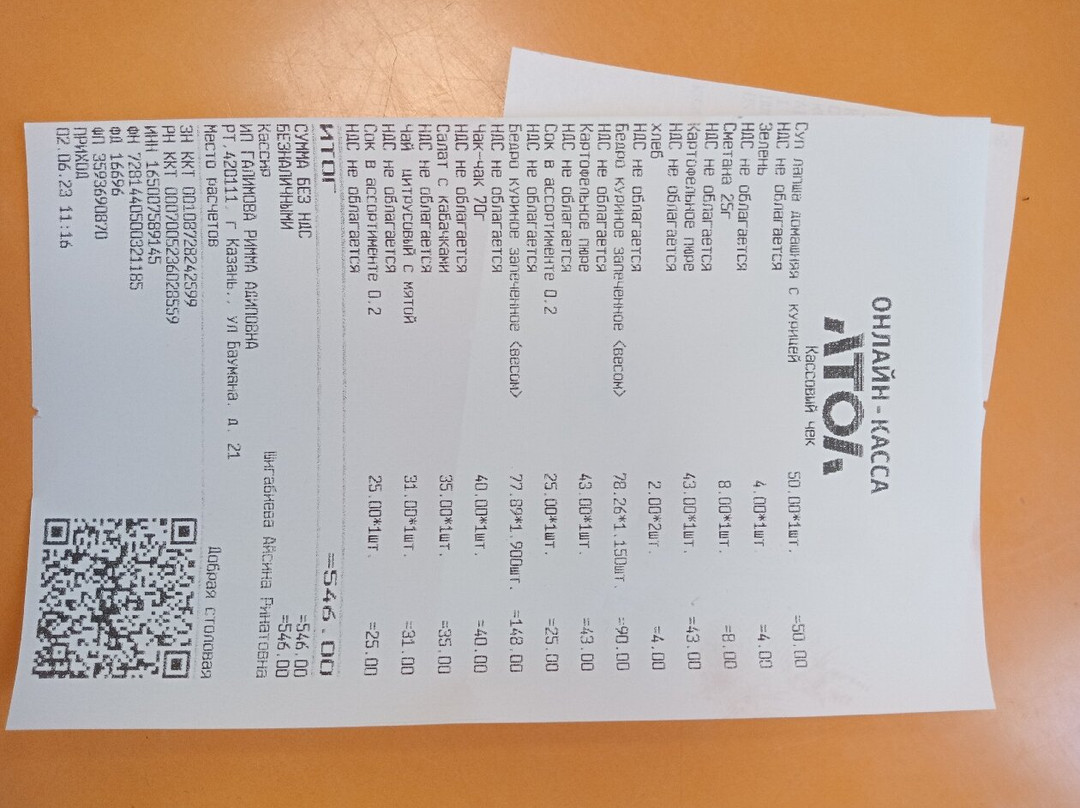 ОНЛАЙН-КАССА
АТОЛ
Кассовый чек
Суп лапша домашняя с курицей 50.00*1шт. =50.00
НДС не облагается
Зелень 4.00*1шт =4.00
НДС не облагается
Сметана 25г 8.00*1шт. =8.00
НДС не облагается
Картофельное пюре 43.00*1шт. =43.00
НДС не облагается
хлеб 2.00*2шт. =4.00
НДС не облагается
Бедро куриное запеченное <весом> 78.26*1.150шт. =90.00
НДС не облагается
Картофельное пюре 43.00*1шт. =43.00
НДС не облагается
Сок в ассортименте 0.2 25.00*1шт. =25.00
НДС не облагается
Бедро куриное запеченное <весом> 77.89*1.900шт. =148.00
НДС не облагается
Чак-чак 70г 40.00*1шт. =40.00
НДС не облагается
Салат с кабачками 35.00*1шт. =35.00
НДС не облагается
Чай цитрусовый с мятой 31.00*1шт. =31.00
НДС не облагается
Сок в ассортименте 0.2 25.00*1шт. =25.00
НДС не облагается
ИТОГ =546.00
СУММА БЕЗ НДС =546.00
БЕЗНАЛИЧНЫМИ =546.00
Кассир Шигабиева Айсина Ринатовна
ИП ГАЛИМОВА РИММА АДИПОВНА
РТ,420111. г Казань,, ул Баумана. д. 21
Место расчетов Добрая столовая
ЗН ККТ 00108728242599
РН ККТ 0007005236028559
ИНН 165007589145
ФН 7281440500321185
ФД 16696
ФП 3593690870
ПРИХОД
02.06.23 11:16